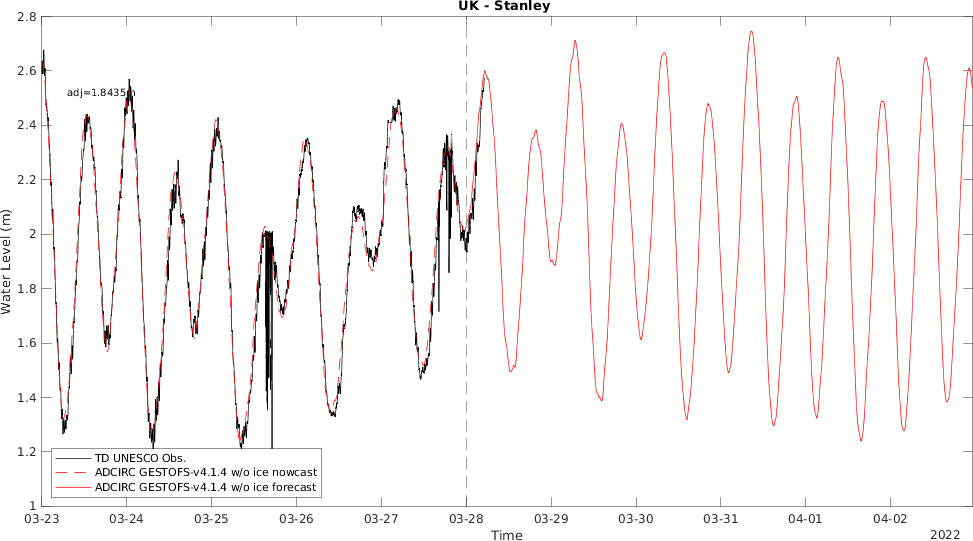 UK - Stanley
2.8
2.6
2.4
2.2
2
1.8
1.6
1.4
1.2
1
Water Level (m)
adj=1.8435m
TD UNESCO Obs.
ADCIRC GESTOFS-v4.1.4 w/o ice nowcast
ADCIRC GESTOFS-v4.1.4 w/o ice forecast
03-23 03-24 03-25 03-26 03-27 03-28 03-29 03-30 03-31 04-01 04-02
Time
2022